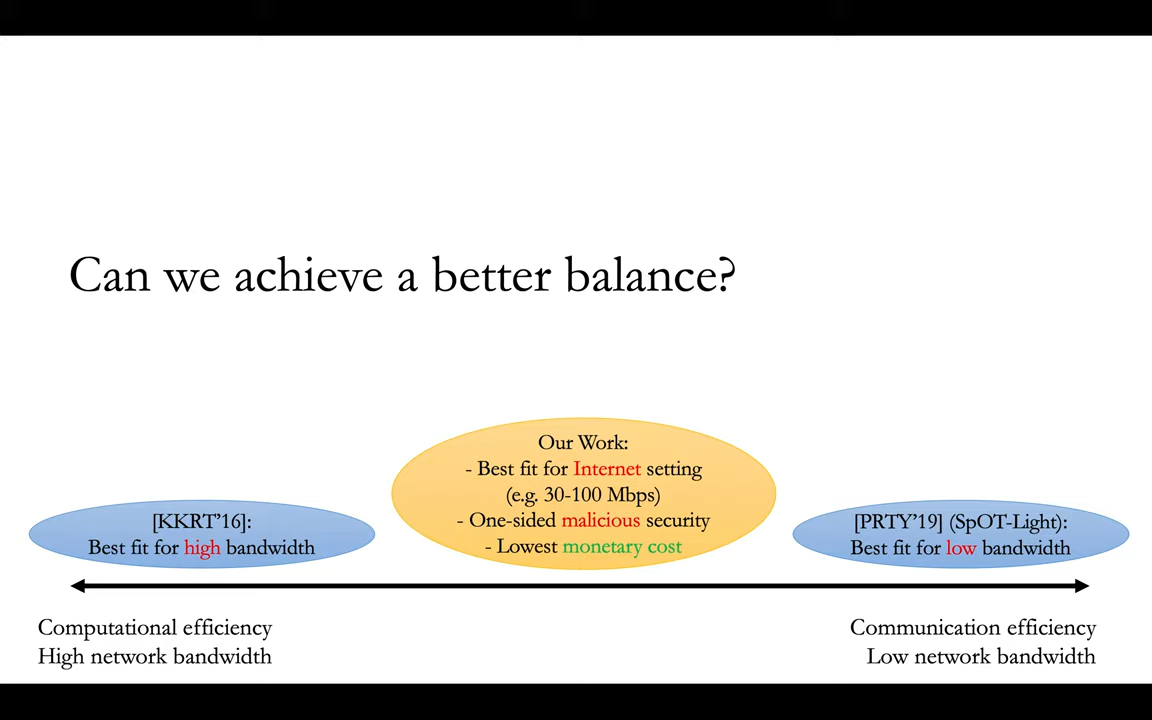 Can we achieve a better balance?
Our Work:
- Best fit for Internet setting
(e.g. 30-100 Mbps)
- One-sided malicious security
- Lowest monetary cost
[KKRT’16]:
Best fit for high bandwidth
[PRTY’19] (SpOT-Light):
Best fit for low bandwidth
Computational efficiency
High network bandwidth
Communication efficiency
Low network bandwidth